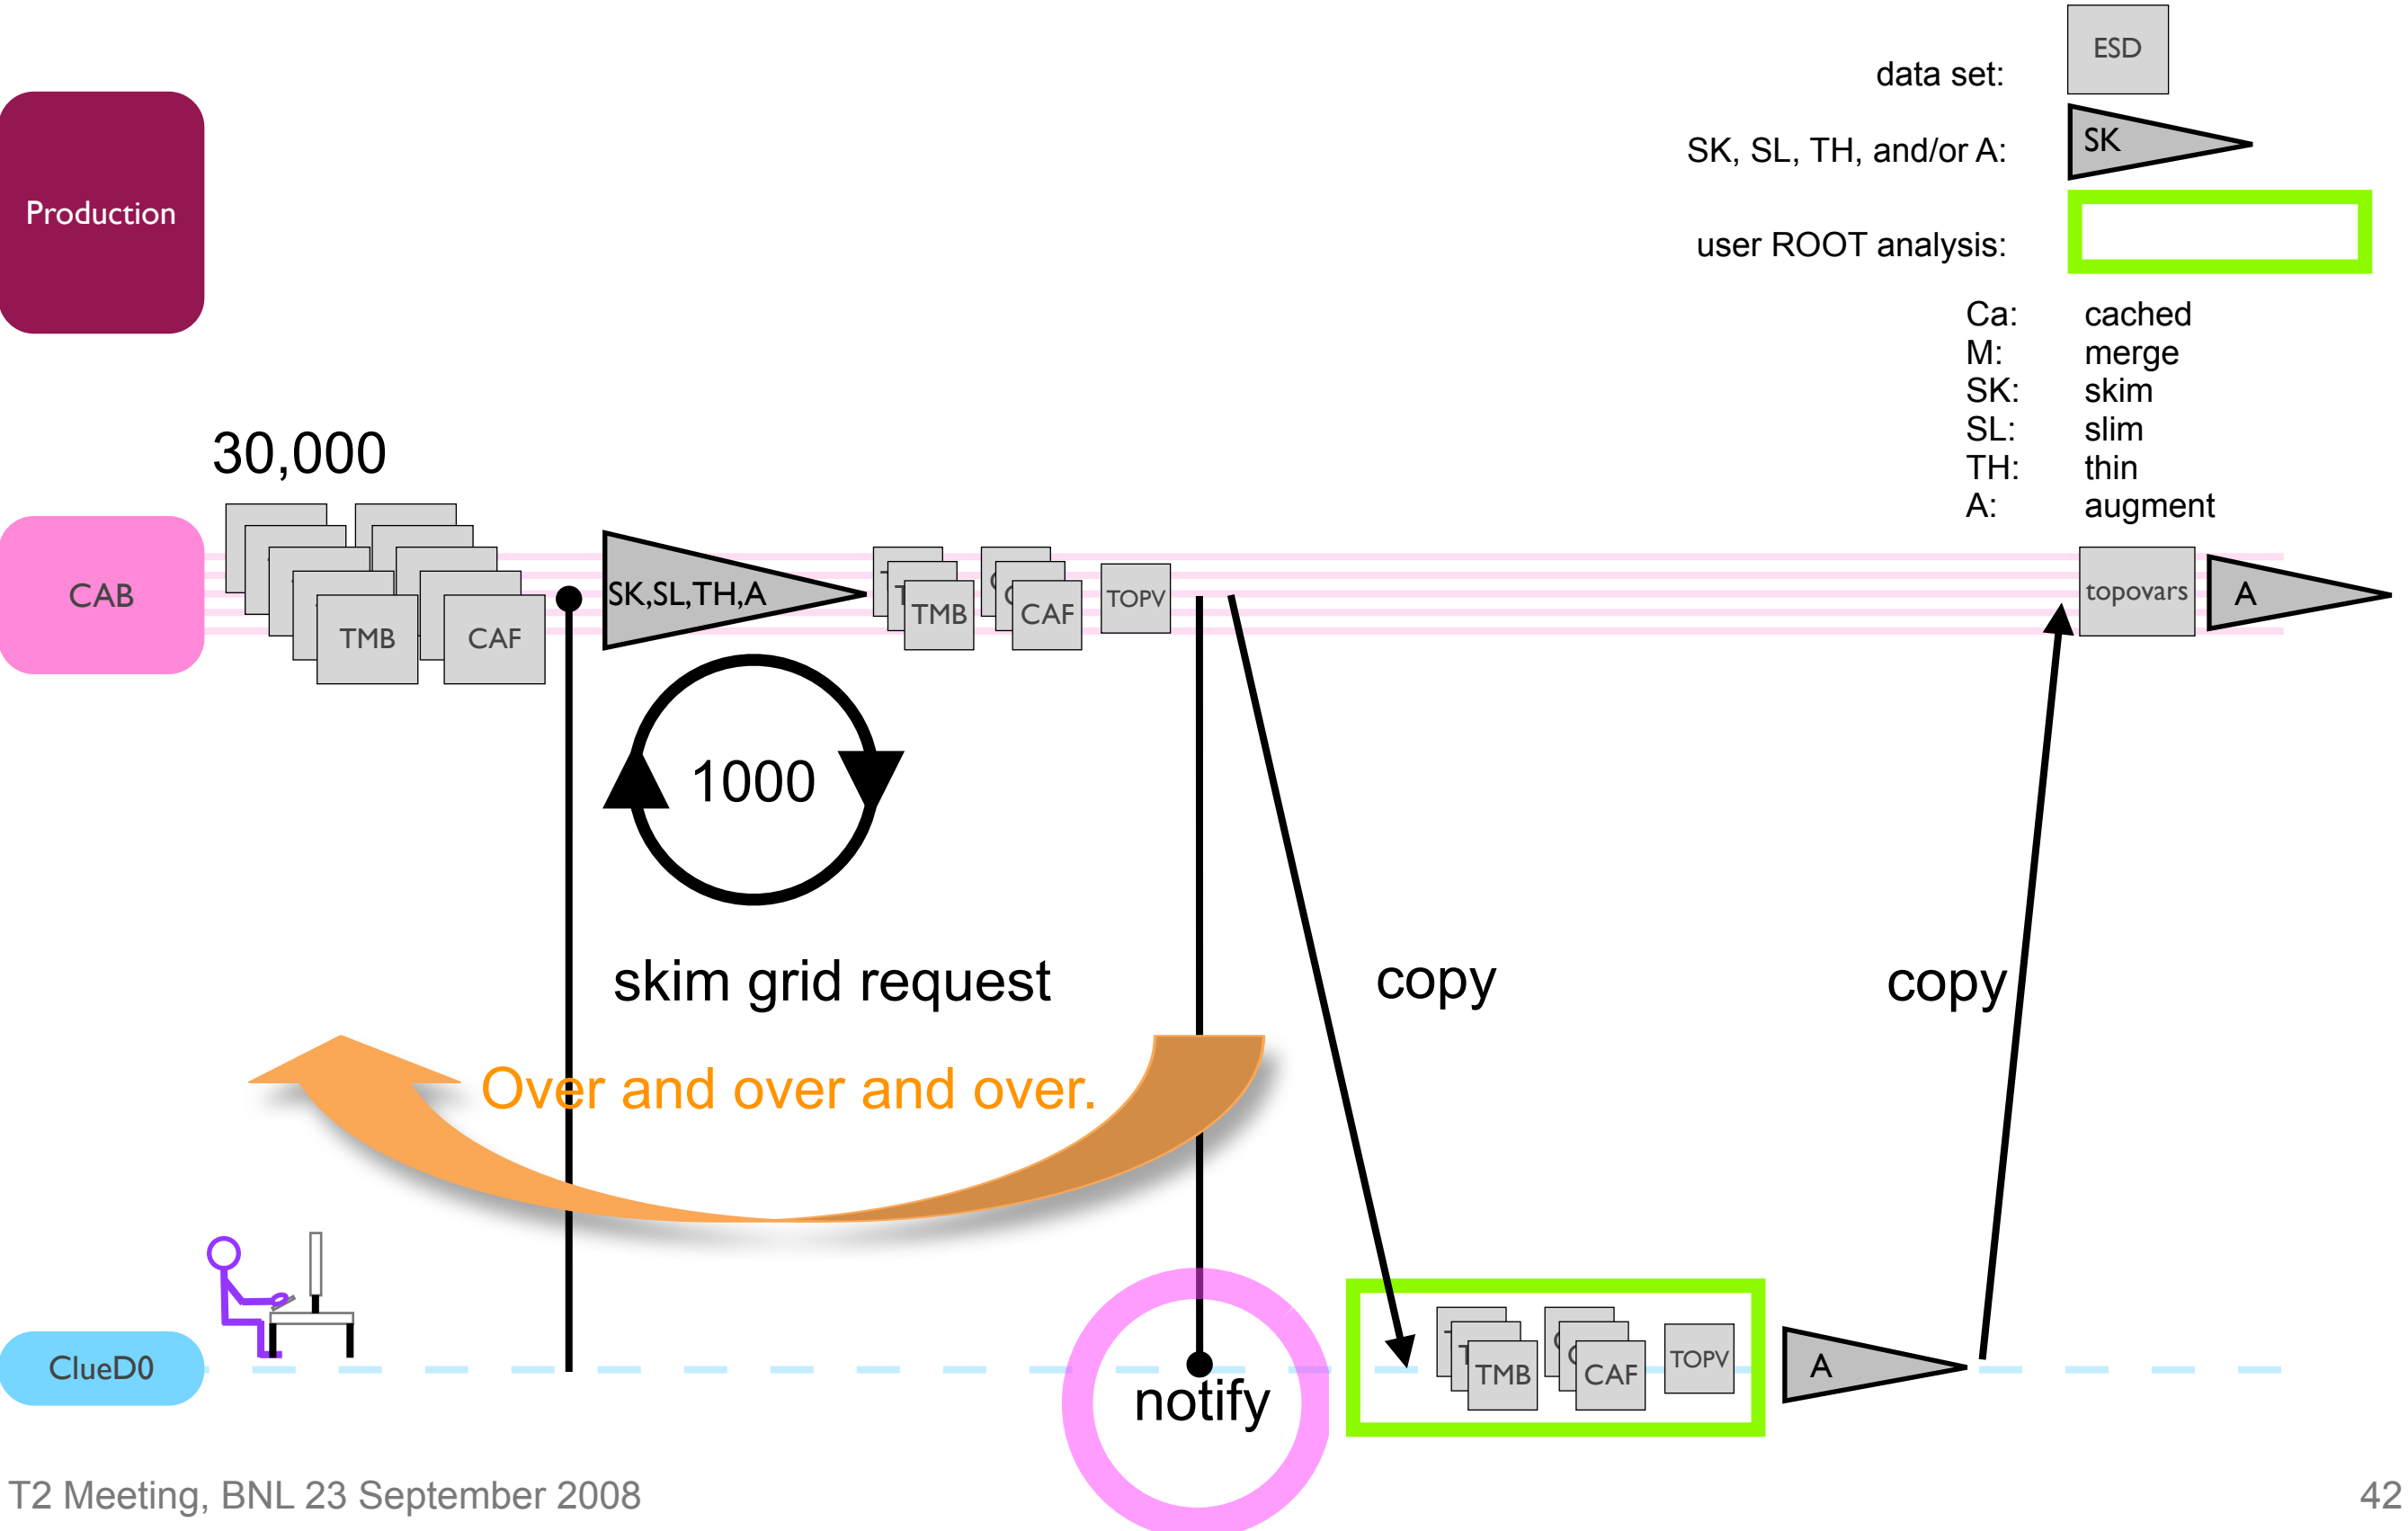 ESD
data set:
SK
SK, SL, TH, and/or A:
Production
user ROOT analysis:
Ca: cached
M: merge
SK: skim
SL: slim
TH: thin
A: augment
30,000
CAB
TMB
CAF
SK,SL,TH,A
TMB
CAF
TOPV
topovars
A
1000
skim grid request
copy
copy
Over and over and over.
ClueD0
notify
TMB
CAF
TOPV
A
T2 Meeting, BNL 23 September 2008
42